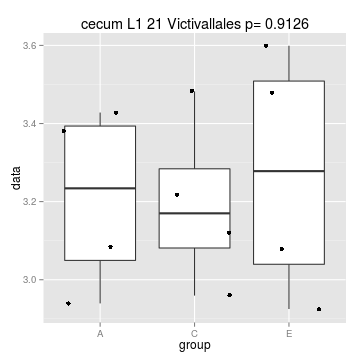 cecum L1 21 Victivallales p= 0.9126
3.6
3.4
3.2
3.0
data
A C E
group